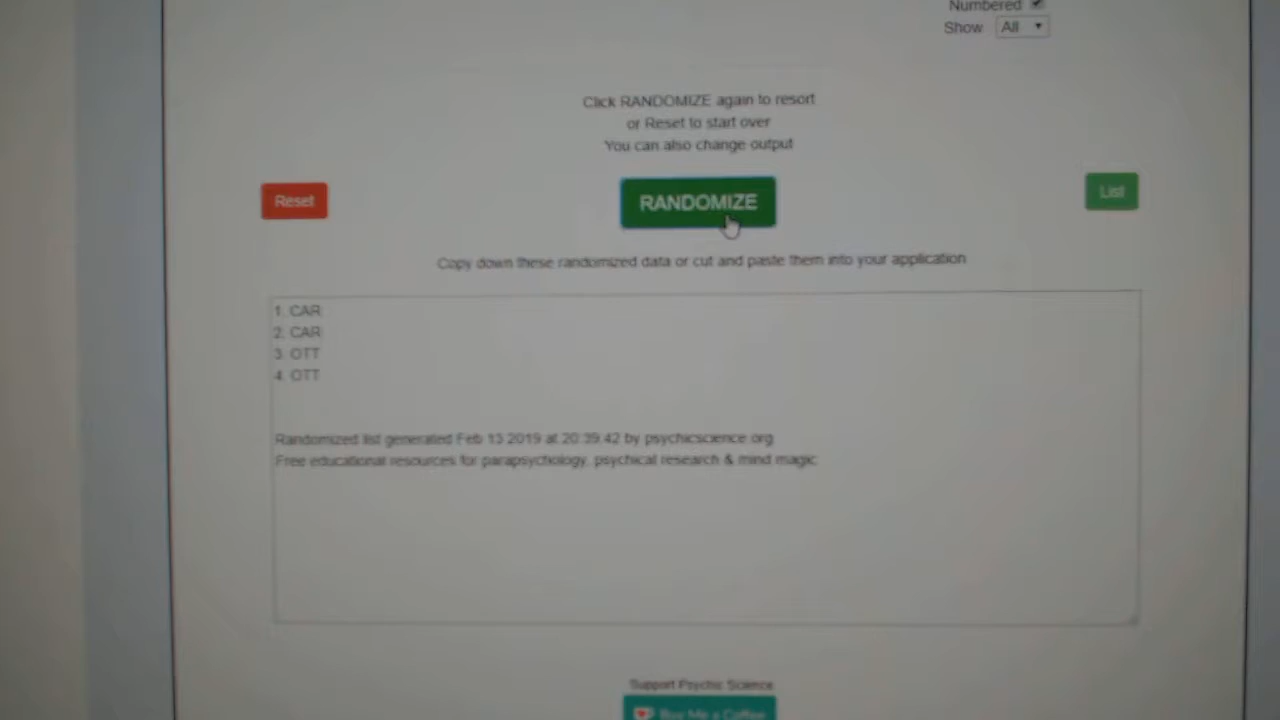 Numbered
Show All
Click RANDOMIZE again to resort
or Reset to start over
You can also change output
Reset
RANDOMIZE
List
Copy down these randomized data or cut and paste them into your application
1. CAR
2. CAR
3. OTT
4. OTT
Randomized list generated Feb 13 2019 at 20:39:42 by psychicscience.org
Free educational resources for parapsychology, psychical research & mind magic
Support Psychic Science
Buy Me a Coffee